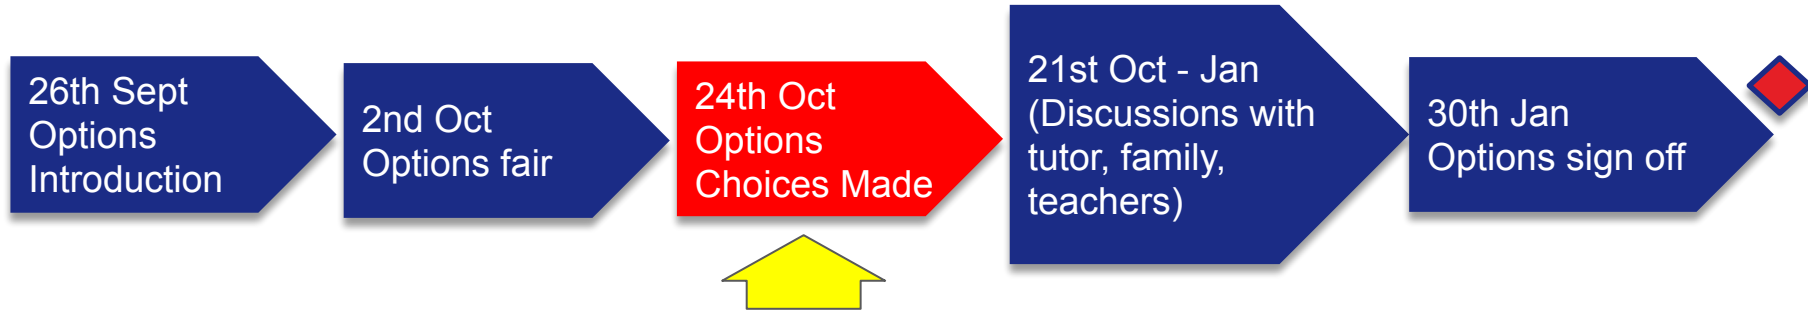 26th Sept
Options
Introduction
2nd Oct
Options fair
24th Oct
Options
Choices Made
21st Oct - Jan
(Discussions with
tutor, family,
teachers)
30th Jan
Options sign off